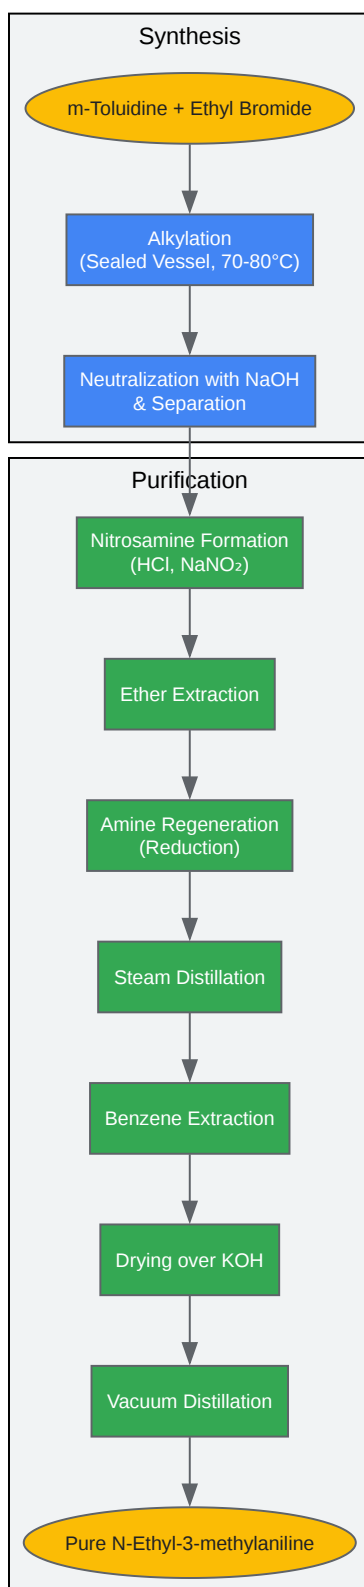 Synthesis
m-Toluidine + Ethyl Bromide
Alkylation
(Sealed Vessel, 70-80°C)
Neutralization with NaOH
& Separation
Purification
Nitrosamine Formation
(HCl, NaNO₂)
Ether Extraction
Amine Regeneration
(Reduction)
Steam Distillation
Benzene Extraction
Drying over KOH
Vacuum Distillation
Pure N-Ethyl-3-methylaniline